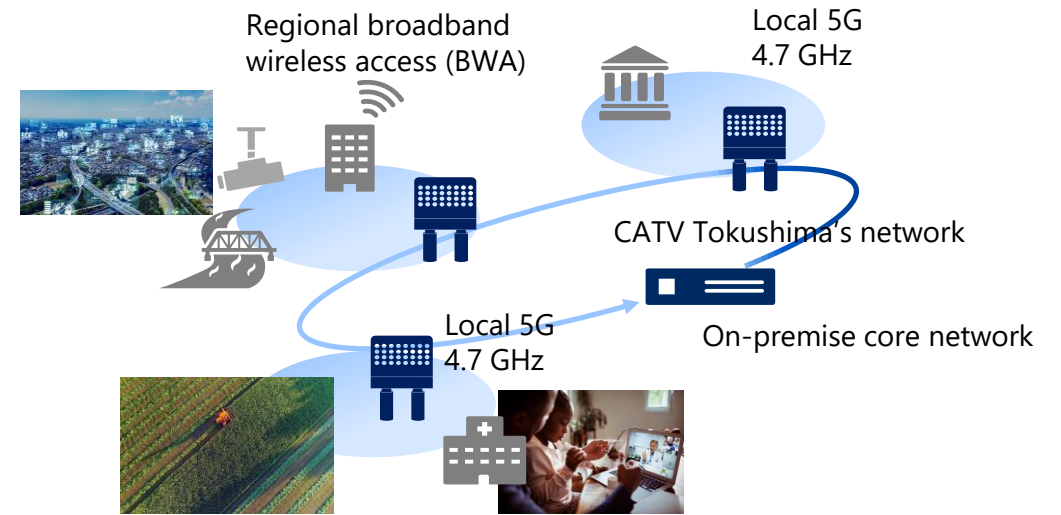 Regional broadband
wireless access (BWA)
Local 5G
4.7 GHz
CATV Tokushima's network
On-premise core network
Local 5G
4.7 GHz